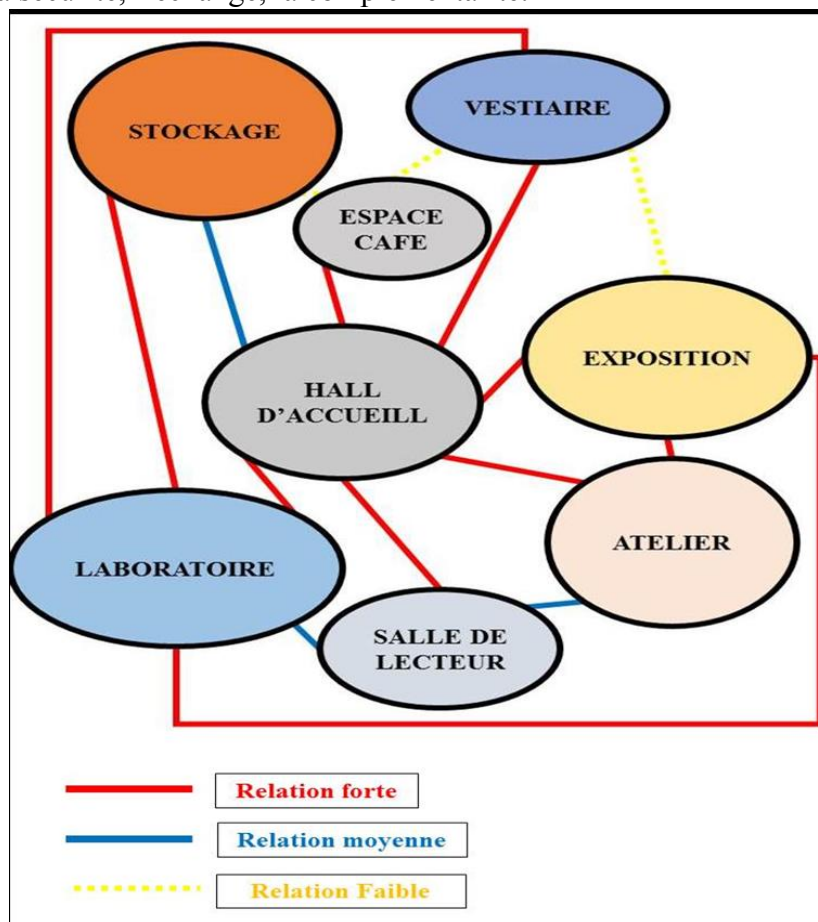 STOCKAGE
VESTIAIRE
ESPACE
CAFE
EXPOSITION
HALL
D'ACCUEILL
ATELIER
LABORATOIRE
SALLE DE
LECTEUR
Relation forte
Relation moyenne
Relation Faible